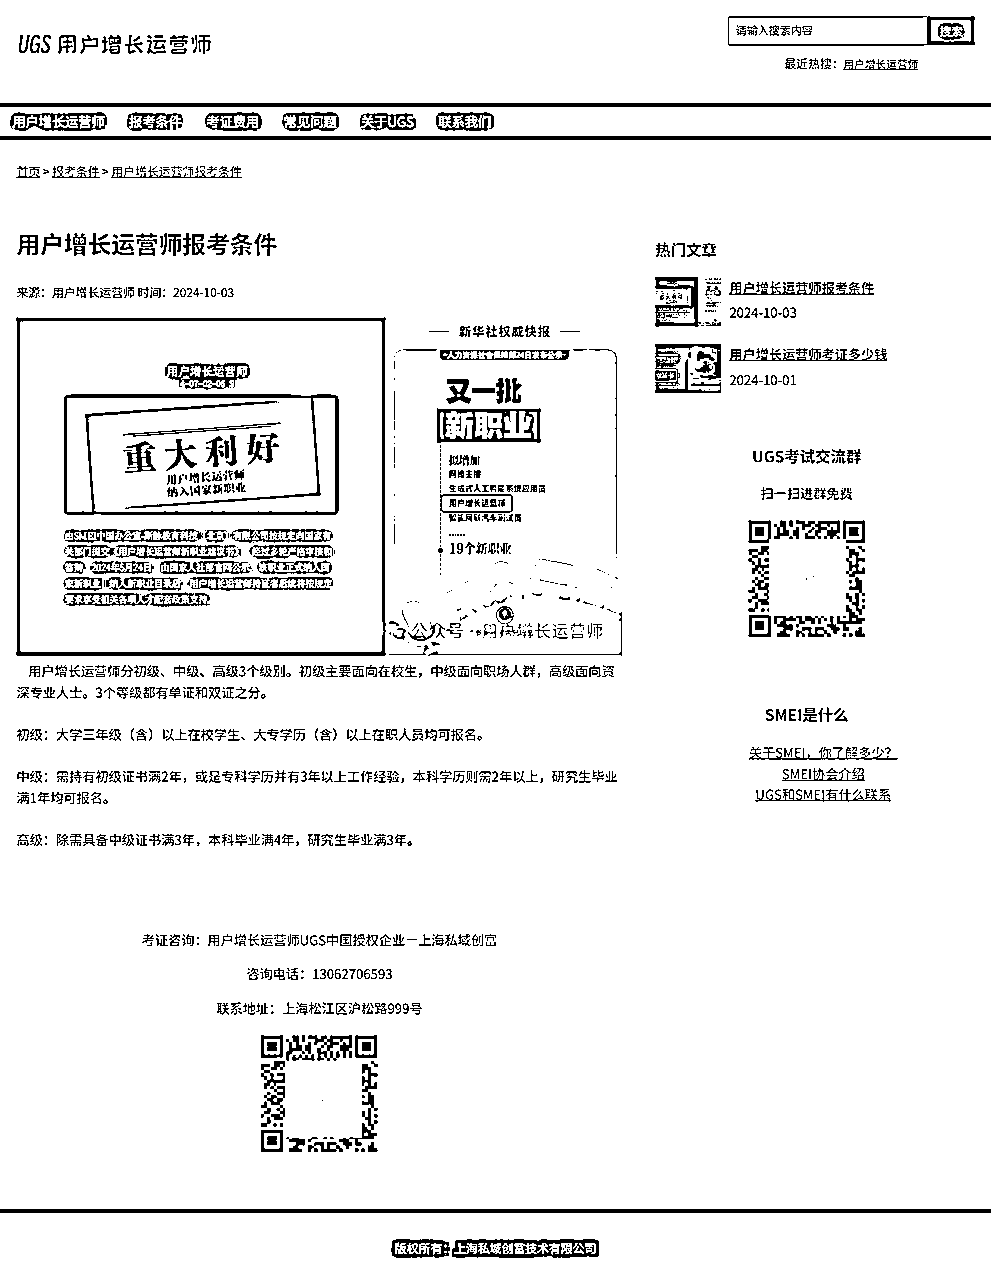 UGS 用户增长运营师
请输入搜索内容
搜索
最近热搜：用户增长运营师
用户增长运营师 报考条件 考证费用 常见问题 关于UGS 联系我们
首页 > 报考条件 > 用户增长运营师报考条件
用户增长运营师报考条件
来源：用户增长运营师 时间：2024-10-03
用户增长运营师
重大利好
用户增长运营师
纳入国家新职业
新华社权威快报
又一批
新职业
拟增加
网络主播
生成式人工智能系统应用员
用户增长运营师
智能网联汽车测试员
......
19个新职业
公众号·用户增长运营师
用户增长运营师分初级、中级、高级3个级别。初级主要面向在校生，中级面向职场人群，高级面向资
深专业人士。3个等级都有单证和双证之分。
初级：大学三年级（含）以上在校学生、大专学历（含）以上在职人员均可报名。
中级：需持有初级证书满2年，或足专科学历并有3年以上工作经验，本科学历则需2年以上，研究生毕业
满1年均可报名。
高级：除需具备中级证书满3年，本科毕业满4年，研究生毕业满3年。
考证咨询：用户增长运营师UGS中国授权企业－上海私域创富
咨询电话：13062706593
联系地址：上海松江区沪松路999号
热门文章
用户增长运营师报考条件
2024-10-03
用户增长运营师考证多少钱
2024-10-01
UGS考试交流群
扫一扫进群免费
SMEI是什么
关于SMEI，你了解多少？
SMEI协会介绍
UGS和SMEI有什么联系
版权所有：上海私域创富技术有限公司